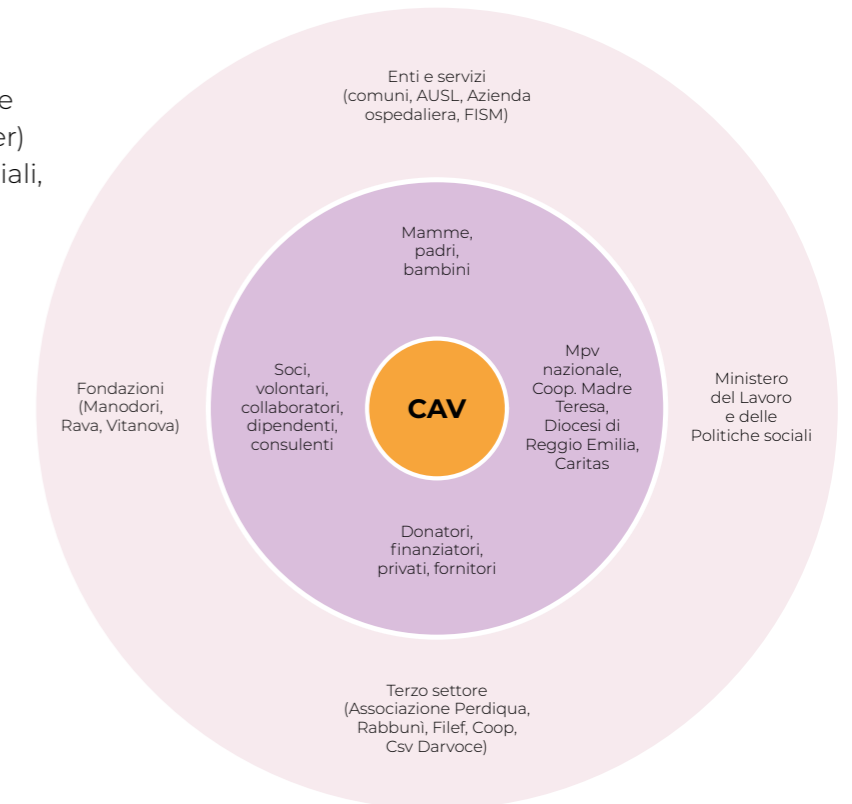 e
er)
iali,
Enti e servizi
(comuni, AUSL, Azienda
ospedaliera, FISM)
Mamme,
padri,
bambini
Fondazioni
(Manodori,
Rava, Vitanova)
Soci,
volontari,
collaboratori,
dipendenti,
consulenti
CAV
Mpv
nazionale,
Coop. Madre
Teresa,
Diocesi di
Reggio Emilia,
Caritas
Ministero
del Lavoro
e delle
Politiche sociali
Donatori,
finanziatori,
privati, fornitori
Terzo settore
(Associazione Perdiqua,
Rabbunì, Filef, Coop,
Csv Darvoce)